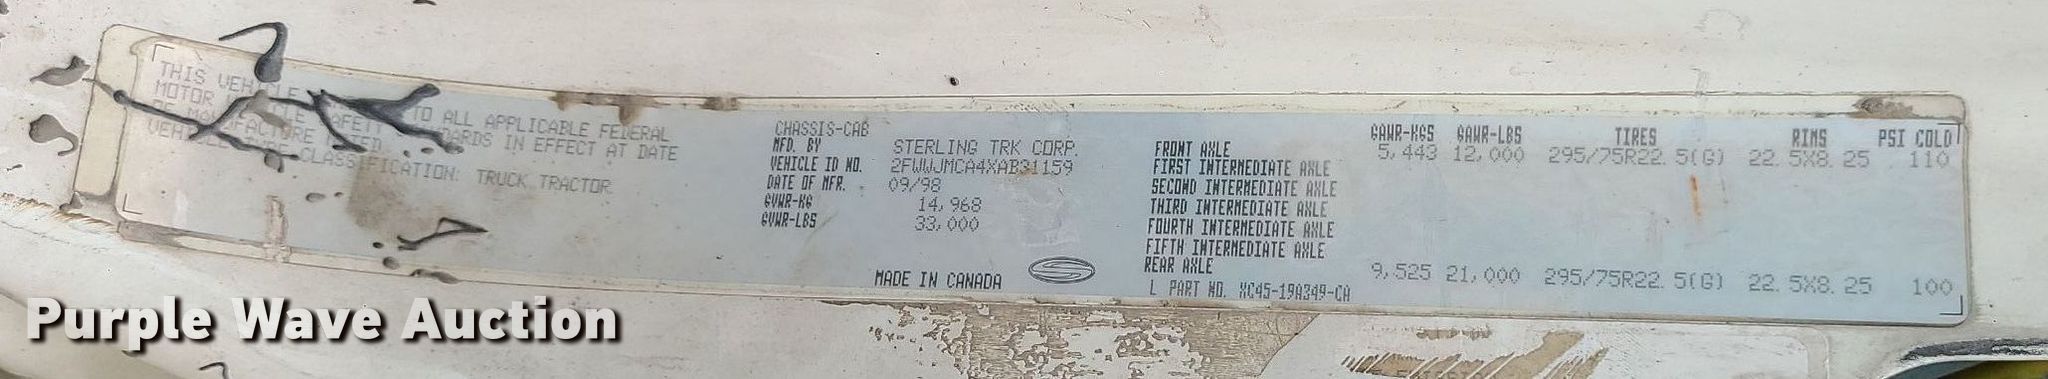 THIS VEH TO ALL APPLICABLE FEDERAL
MOTOR SAFETY DARDS IN EFFECT AT DATE
OF MANUFACTURE
VEHICLE CLASSIFICATION: TRUCK TRACTOR
CHASSIS-CAB
MFD. BY STERLING TRK CORP.
VEHICLE ID NO. 2FWWJMCA4XAB31159
DATE OF MFR. 09/98
GVWR-KG 14,968
GVWR-LBS 33,000
MADE IN CANADA
GAWR-KGS GAWR-LBS TIRES RIMS PSI COLD
FRONT AXLE 5,443 12,000 295/75R22.5(G) 22.5X8.25 110
FIRST INTERMEDIATE AXLE
SECOND INTERMEDIATE AXLE
THIRD INTERMEDIATE AXLE
FOURTH INTERMEDIATE AXLE
FIFTH INTERMEDIATE AXLE
REAR AXLE 9,525 21,000 295/75R22.5(G) 22.5X8.25 100
L PART NO. XC45-19A349-CA
Purple Wave Auction